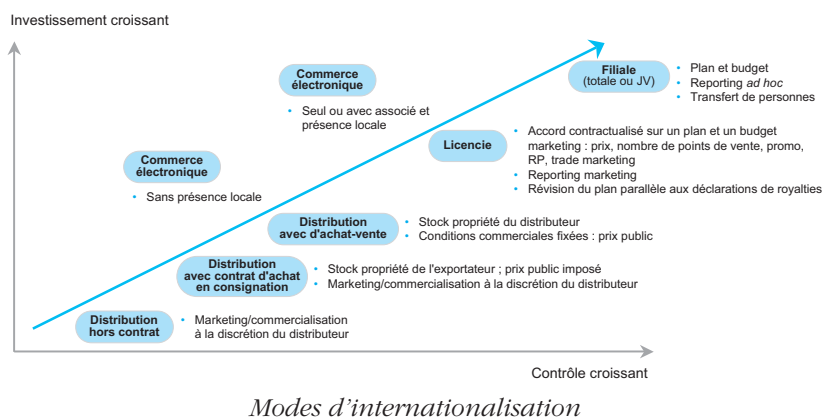 Investissement croissant
Commerce
électronique
• Seul ou avec associé et
présence locale
Filiale
(totale ou JV)
• Plan et budget
• Reporting ad hoc
• Transfert de personnes
Licencie
• Accord contractualisé sur un plan et un budget
marketing : prix, nombre de points de vente, promo,
RP, trade marketing
• Reporting marketing
• Révision du plan parallèle aux déclarations de royalties
Commerce
électronique
• Sans présence locale
Distribution
avec d'achat-vente
• Stock propriété du distributeur
• Conditions commerciales fixées : prix public
Distribution
avec contrat d'achat
en consignation
• Stock propriété de l'exportateur ; prix public imposé
• Marketing/commercialisation à la discrétion du distributeur
Distribution
hors contrat
• Marketing/commercialisation
à la discrétion du distributeur
Contrôle croissant
Modes d'internationalisation